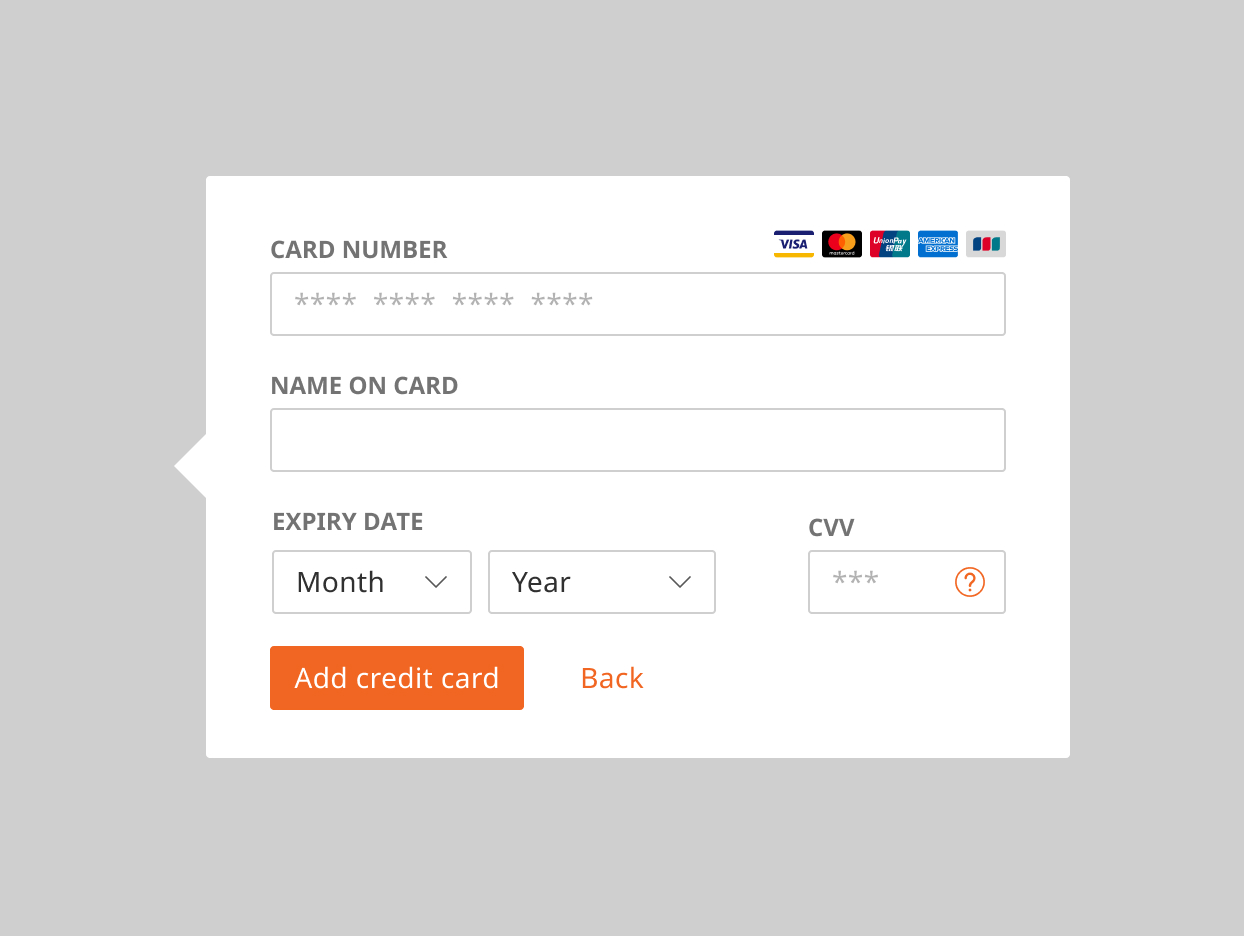 CARD NUMBER
VISA
mastercard
UnionPay
银联
AMERICAN
EXPRESS
**** **** **** ****
NAME ON CARD
EXPIRY DATE
CVV
Month
Year
***
?
Add credit card
Back